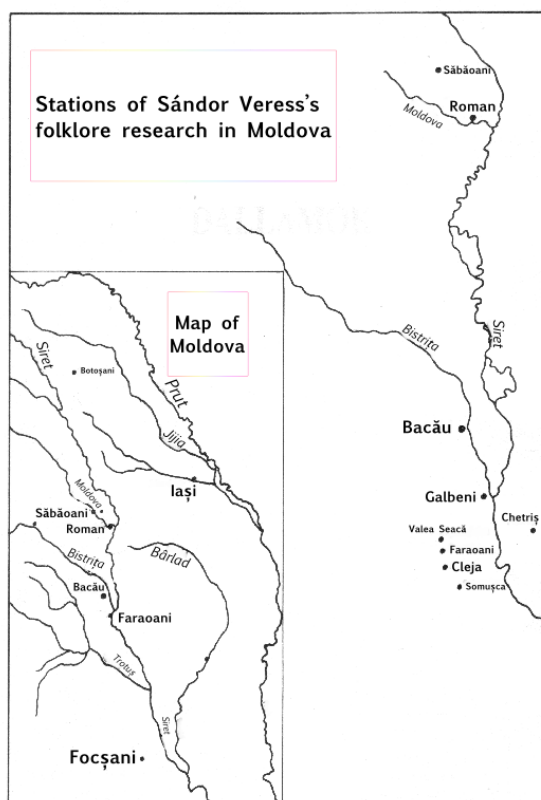 Stations of Sándor Veress's
folklore research in Moldova
Săbăoani
Roman
Moldova
Siret
Bistrița
Bacău
Galbeni
Chetriș
Valea Seacă
Faraoani
Cleja
Somușca
Map of
Moldova
Siret
Botoșani
Prut
Jijia
Iași
Moldova
Săbăoani
Roman
Bistrița
Bârlad
Bacău
Faraoani
Trotuș
Siret
Focșani